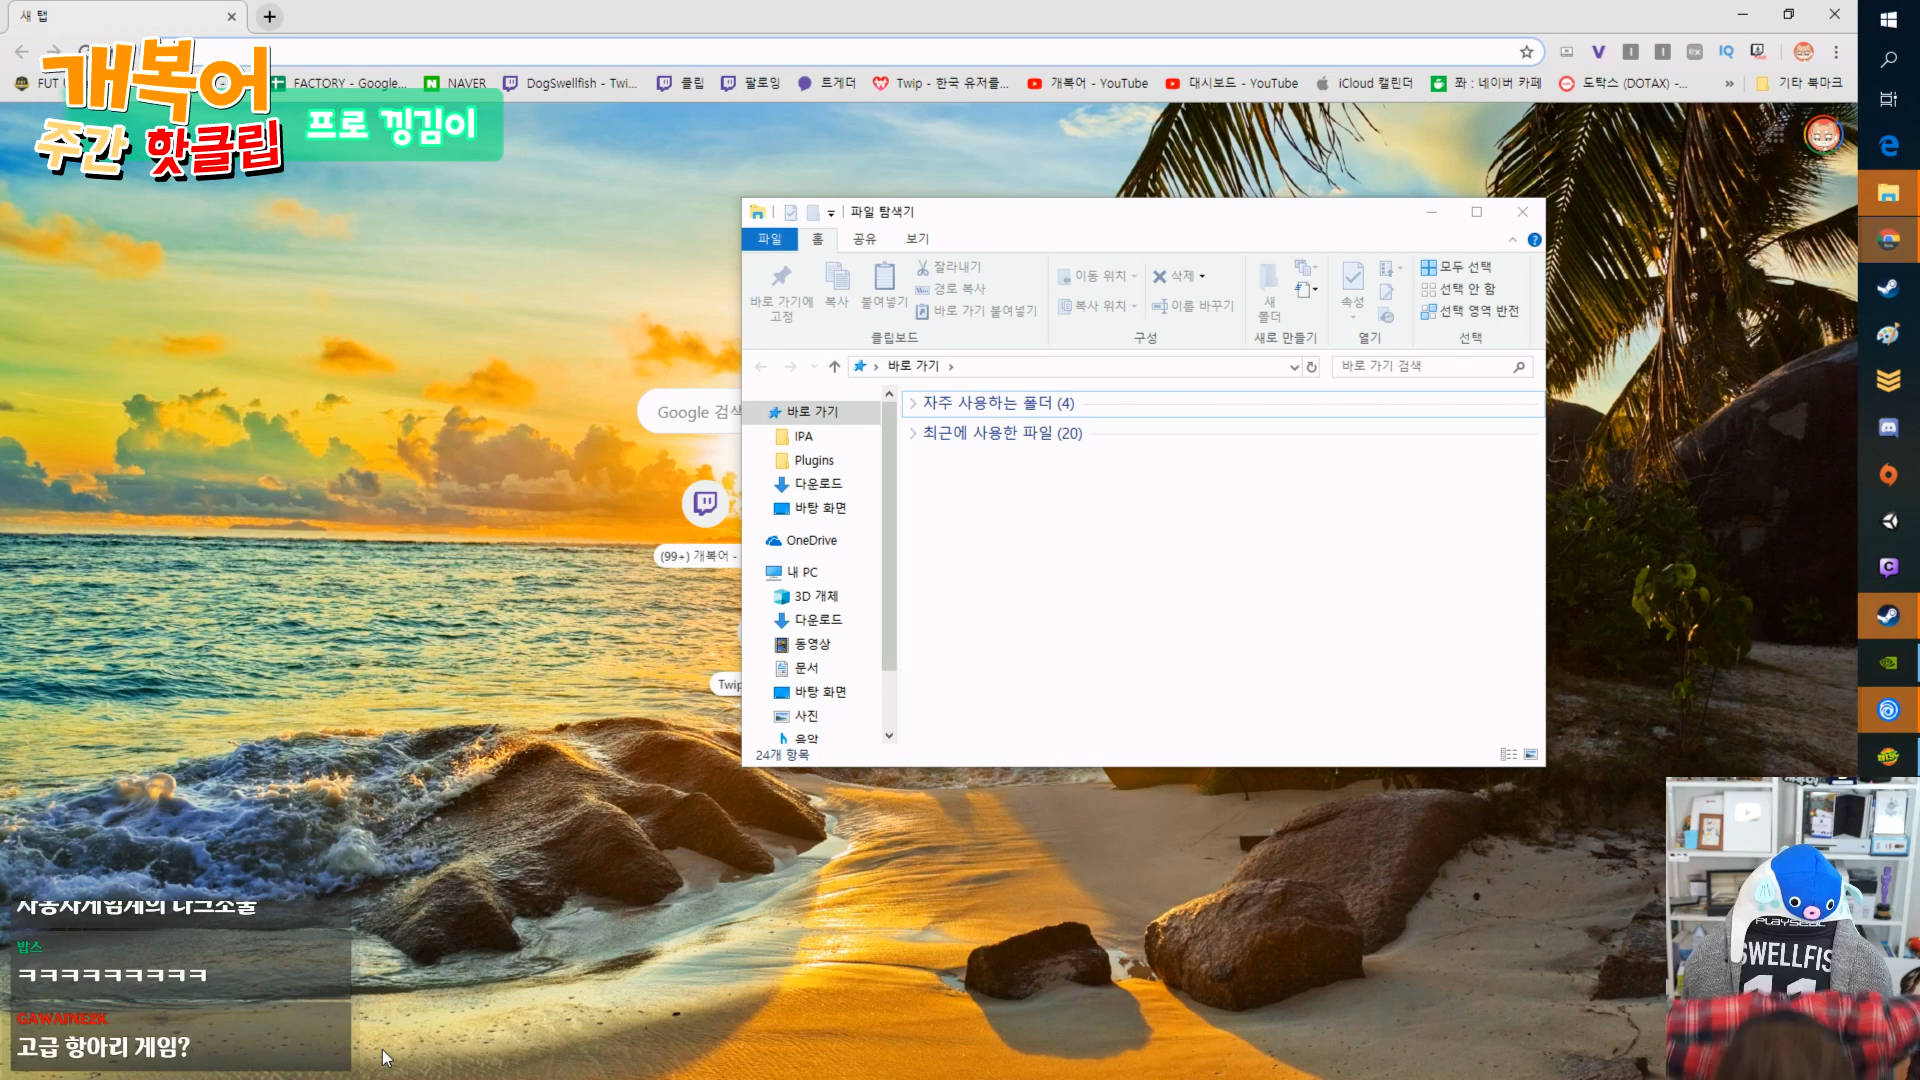 새 탭
FUT
FACTORY - Google...
NAVER
DogSwellfish - Twi...
클립
팔로잉
트게더
Twip - 한국 유저를...
개복어 - YouTube
대시보드 - YouTube
iCloud 캘린더
쫘 : 네이버 카페
도탁스 (DOTAX) -...
»
기타 북마크
개복어
주간 핫클립
프로 낑김이
파일 탐색기
파일
홈
공유
보기
바로 가기에 고정
복사
붙여넣기
잘라내기
경로 복사
바로 가기 붙여넣기
클립보드
이동 위치
복사 위치
삭제
이름 바꾸기
구성
새 폴더
새로 만들기
속성
열기
모두 선택
선택 안 함
선택 영역 반전
선택
바로 가기
바로 가기 검색
바로 가기
IPA
Plugins
다운로드
바탕 화면
OneDrive
내 PC
3D 개체
다운로드
동영상
문서
바탕 화면
사진
음악
24개 항목
자주 사용하는 폴더 (4)
최근에 사용한 파일 (20)
Google 검색
(99+) 개복어 -
Twip
밥스
ㅋㅋㅋㅋㅋㅋㅋㅋㅋ
GAWAINE2K
고급 항아리 게임?
PLAYSEAT
SWELLFIS
11